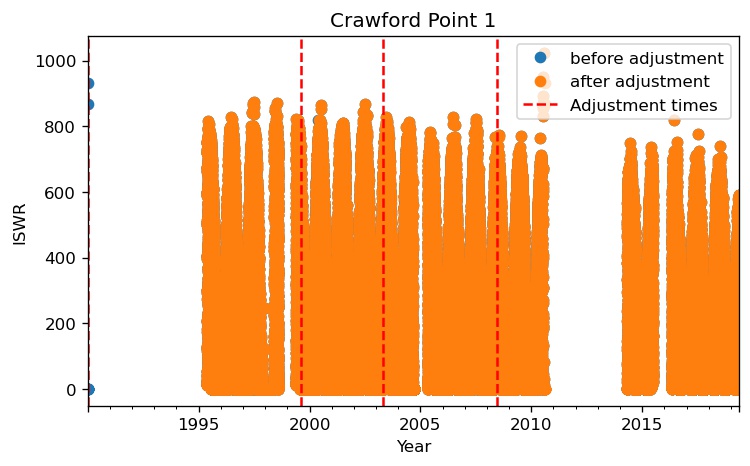 Crawford Point 1
before adjustment
after adjustment
Adjustment times
ISWR
1000
800
600
400
200
0
1995 2000 2005 2010 2015
Year